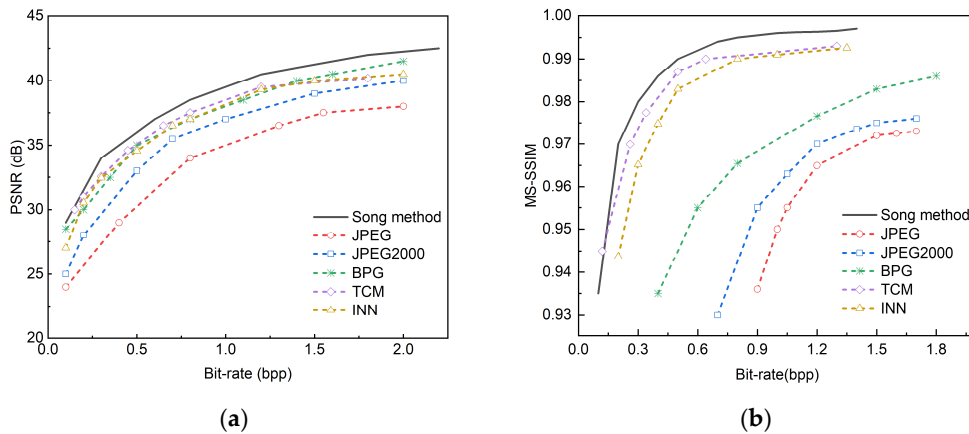 45
40
35
30
25
20
PSNR (dB)
0.0 0.5 1.0 1.5 2.0
Bit-rate (bpp)
Song method
JPEG
JPEG2000
BPG
TCM
INN
(a)
1.00
0.99
0.98
0.97
0.96
0.95
0.94
0.93
MS-SSIM
0.0 0.3 0.6 0.9 1.2 1.5 1.8
Bit-rate(bpp)
Song method
JPEG
JPEG2000
BPG
TCM
INN
(b)